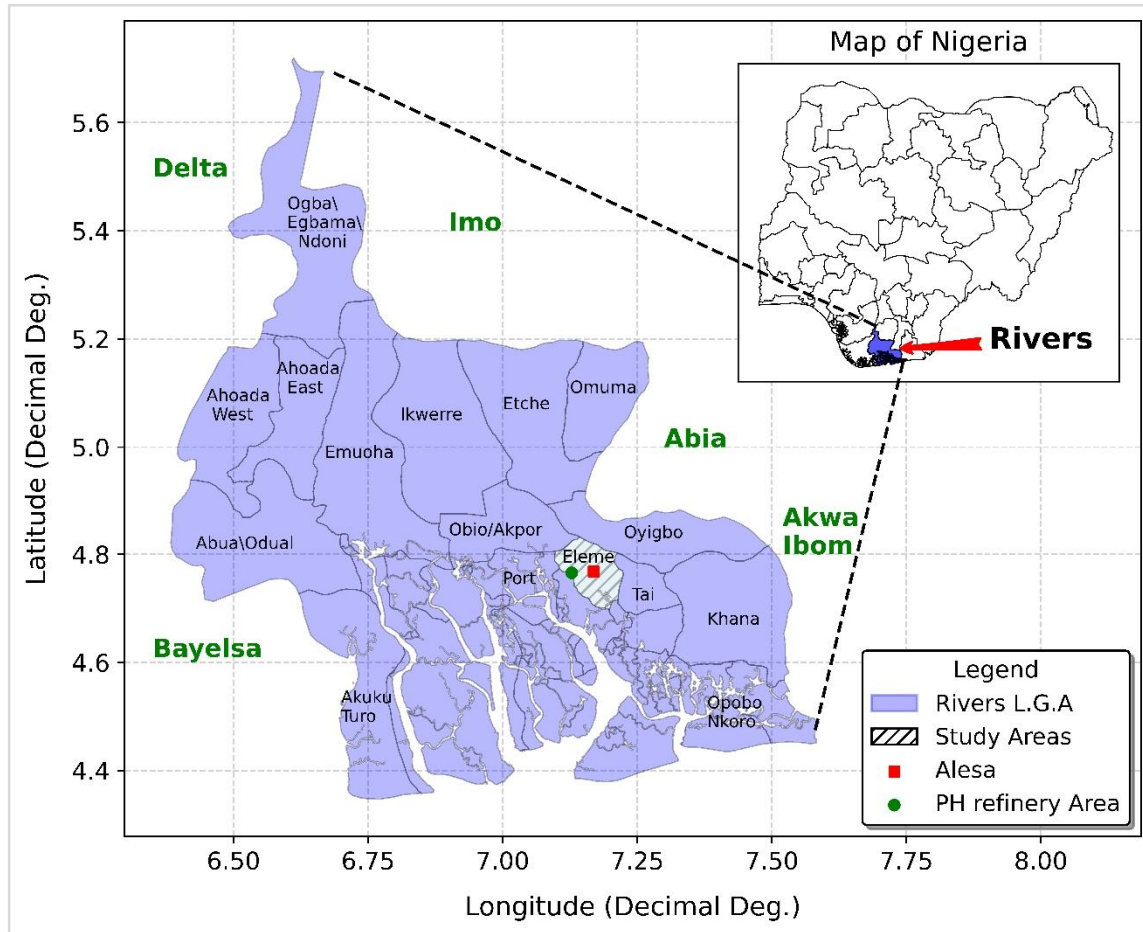 Map of Nigeria
Rivers
Delta
Imo
Abia
Akwa
Ibom
Bayelsa
Ogba\
Egbama\
Ndoni
Ahoada
West
Ahoada
East
Emuoha
Ikwerre
Etche
Omuma
Abua\Odual
Obio/Akpor
Oyigbo
Eleme
Port
Tai
Khana
Akuku
Turo
Opobo
Nkoro
Legend
Rivers L.G.A
Study Areas
Alesa
PH refinery Area
Latitude (Decimal Deg.)
5.6
5.4
5.2
5.0
4.8
4.6
4.4
6.50
6.75
7.00
7.25
7.50
7.75
8.00
Longitude (Decimal Deg.)